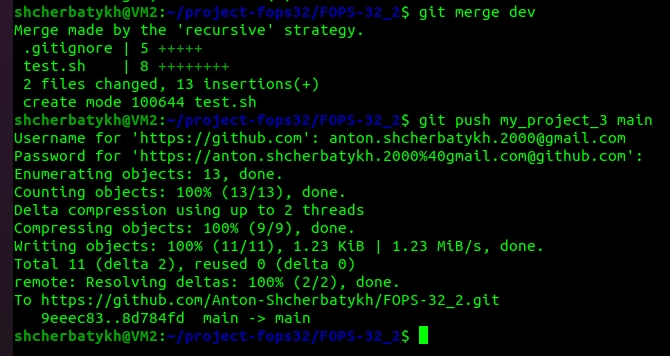 shcherbatykh@VM2:~/project-fops32/FOPS-32_2$ git merge dev
Merge made by the 'recursive' strategy.
 .gitignore | 5 +++++
 test.sh    | 8 ++++++++
 2 files changed, 13 insertions(+)
 create mode 100644 test.sh
shcherbatykh@VM2:~/project-fops32/FOPS-32_2$ git push my_project_3 main
Username for 'https://github.com': anton.shcherbatykh.2000@gmail.com
Password for 'https://anton.shcherbatykh.2000%40gmail.com@github.com':
Enumerating objects: 13, done.
Counting objects: 100% (13/13), done.
Delta compression using up to 2 threads
Compressing objects: 100% (9/9), done.
Writing objects: 100% (11/11), 1.23 KiB | 1.23 MiB/s, done.
Total 11 (delta 2), reused 0 (delta 0)
remote: Resolving deltas: 100% (2/2), done.
To https://github.com/Anton-Shcherbatykh/FOPS-32_2.git
   9eeec83..8d784fd  main -> main
shcherbatykh@VM2:~/project-fops32/FOPS-32_2$